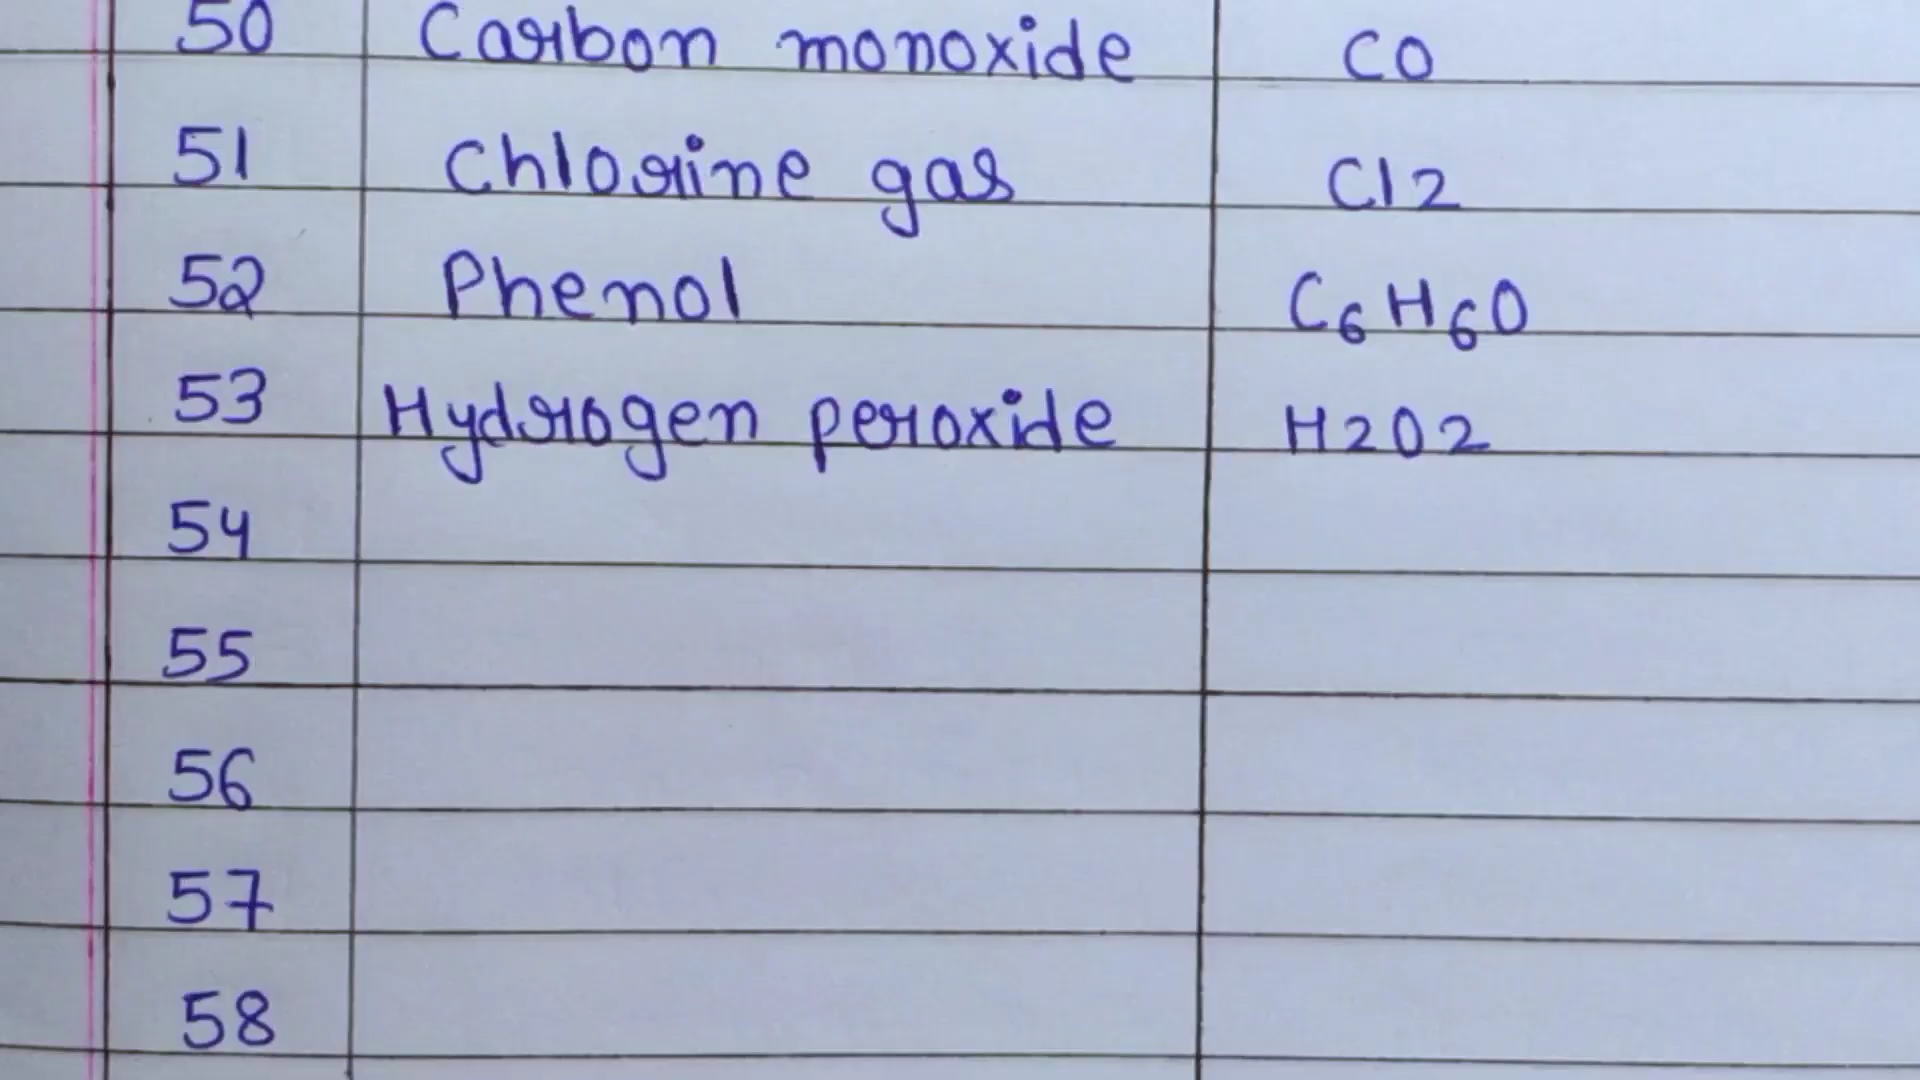 50 Carbon monoxide CO
51 Chlorine gas Cl2
52 Phenol C6H6O
53 Hydrogen peroxide H2O2
54
55
56
57
58